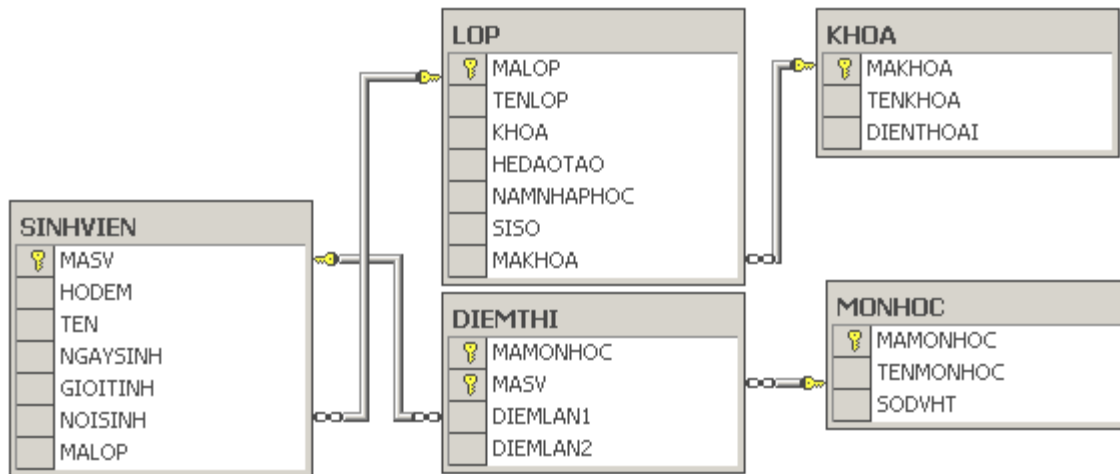 LOP
MALOP
TENLOP
KHOA
HEDAOTAO
NAMNHAPHOC
SISO
MAKHOA
KHOA
MAKHOA
TENKHOA
DIENTHOAI
SINHVIEN
MASV
HODEM
TEN
NGAYSINH
GIOITINH
NOISINH
MALOP
DIEMTHI
MAMONHOC
MASV
DIEMLAN1
DIEMLAN2
MONHOC
MAMONHOC
TENMONHOC
SODVHT